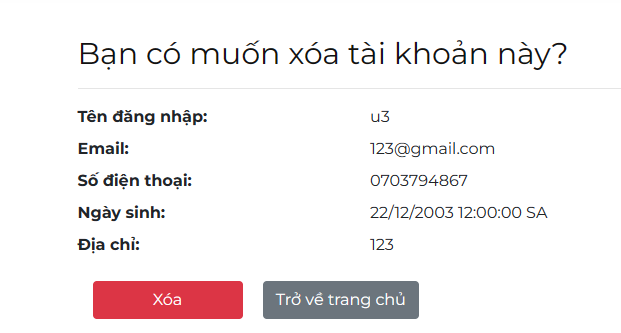 Bạn có muốn xóa tài khoản này?
Tên đăng nhập: u3
Email: 123@gmail.com
Số điện thoại: 0703794867
Ngày sinh: 22/12/2003 12:00:00 SA
Địa chỉ: 123
Xóa Trở về trang chủ